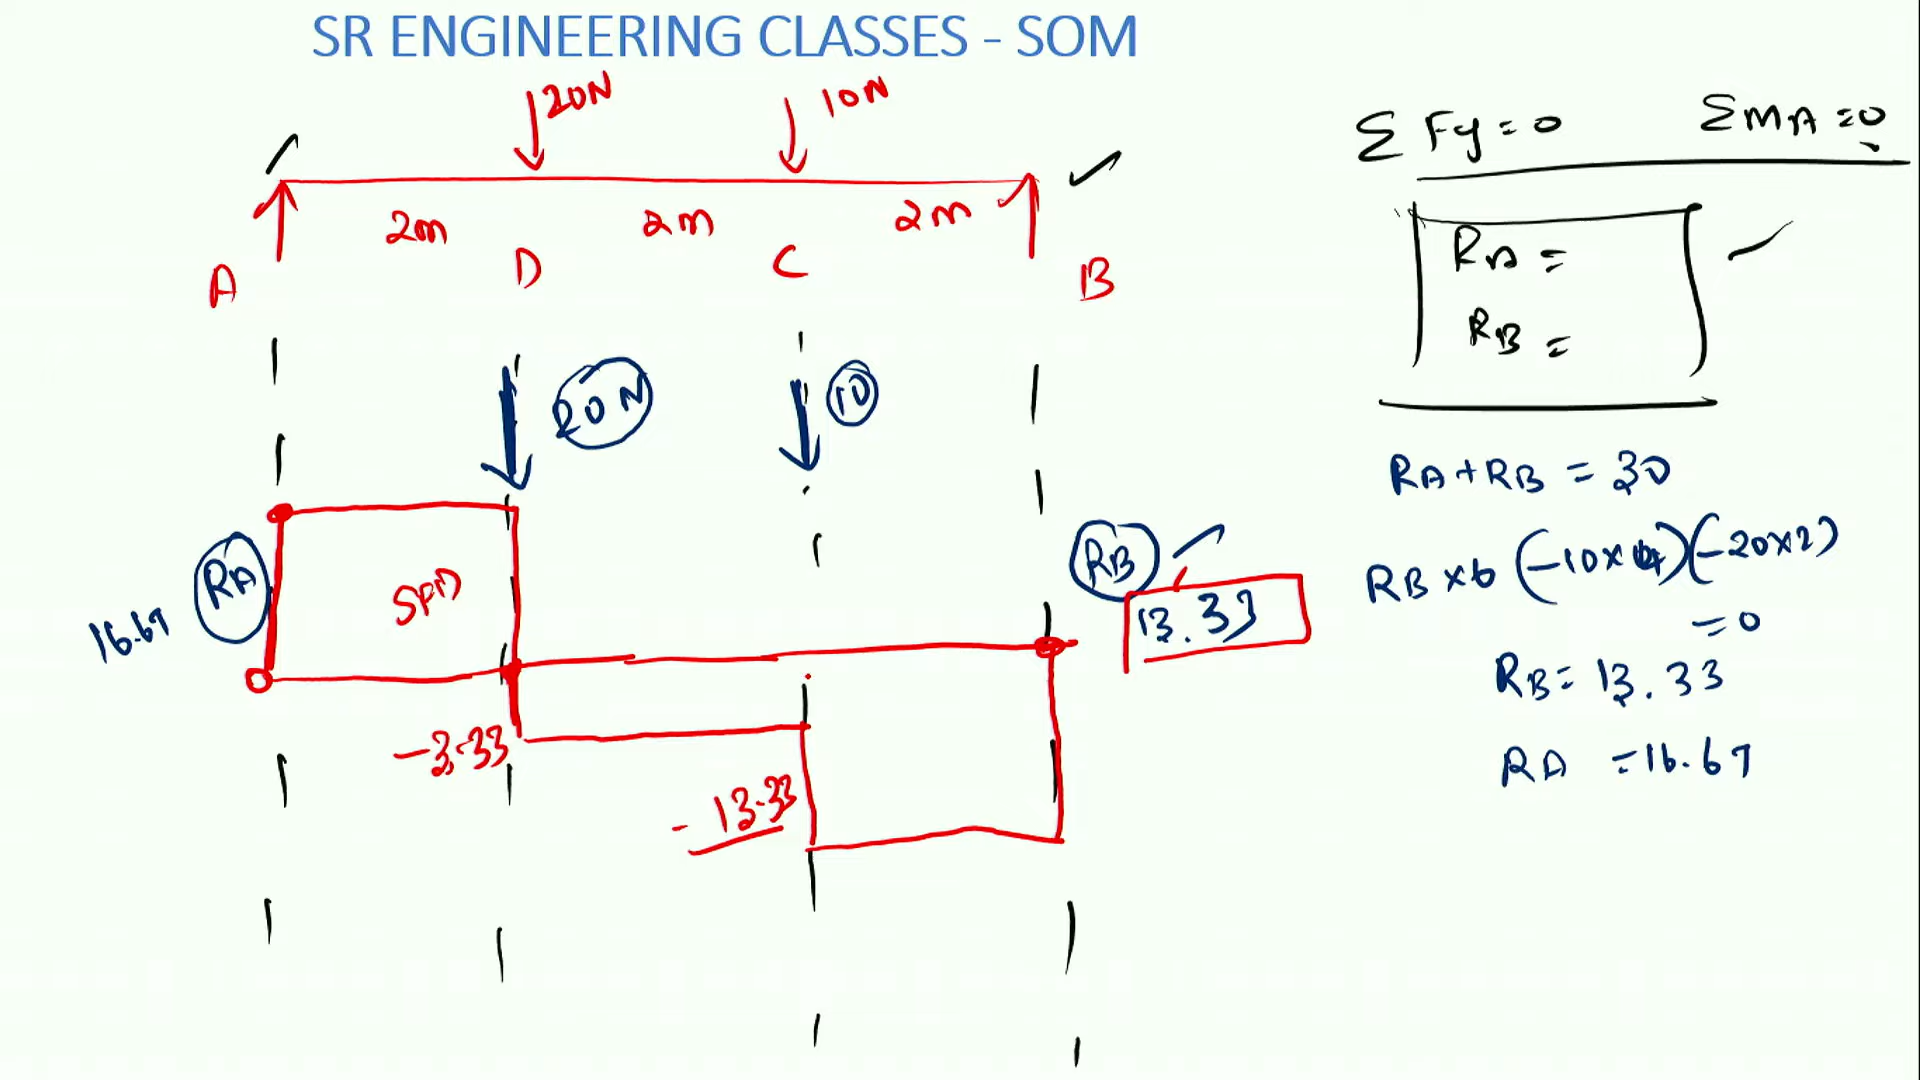 SR ENGINEERING CLASSES - SOM
20N
10N
2m
2m
2m
A
D
C
B
Σ Fy = 0
ΣMA = 0
RA =
RB =
20N
10
RA + RB = 30
RB × 6 (-10×4)(-20×2)
= 0
RB = 13.33
RA = 16.67
RA
16.67
SFD
RB
13.33
-3.33
-13.33